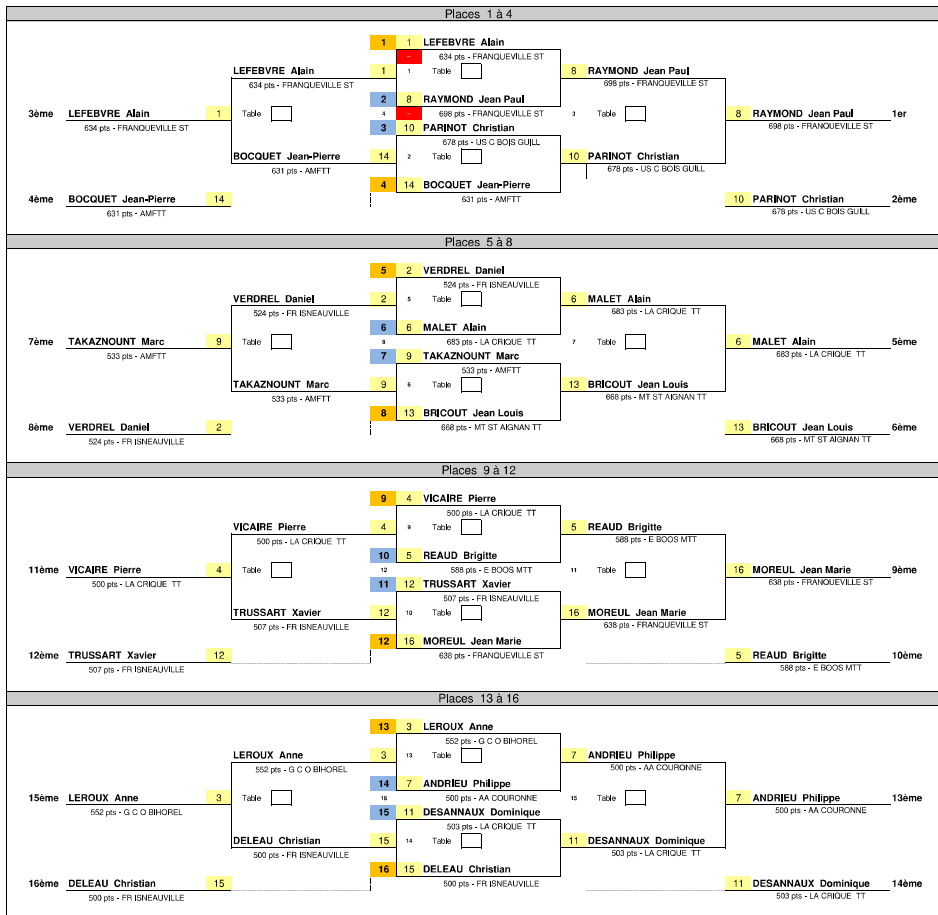 Places 1 à 4
1 1 LEFEBVRE Alain
- 634 pts - FRANQUEVILLE ST
LEFEBVRE Alain 1 1 Table 8 RAYMOND Jean Paul
634 pts - FRANQUEVILLE ST 698 pts - FRANQUEVILLE ST
2 8 RAYMOND Jean Paul
3ème LEFEBVRE Alain 1 Table 4 - 698 pts - FRANQUEVILLE ST 3 Table 8 RAYMOND Jean Paul 1er
634 pts - FRANQUEVILLE ST 698 pts - FRANQUEVILLE ST
3 10 PARINOT Christian
678 pts - US C BOIS GUILL
BOCQUET Jean-Pierre 14 2 Table 10 PARINOT Christian
631 pts - AMFTT 678 pts - US C BOIS GUILL
4 14 BOCQUET Jean-Pierre
631 pts - AMFTT
4ème BOCQUET Jean-Pierre 14 10 PARINOT Christian 2ème
631 pts - AMFTT 678 pts - US C BOIS GUILL
Places 5 à 8
5 2 VERDREL Daniel
524 pts - FR ISNEAUVILLE
VERDREL Daniel 2 5 Table 6 MALET Alain
524 pts - FR ISNEAUVILLE 683 pts - LA CRIQUE TT
6 6 MALET Alain
7ème TAKAZNOUNT Marc 9 Table 8 683 pts - LA CRIQUE TT 7 Table 6 MALET Alain 5ème
533 pts - AMFTT 683 pts - LA CRIQUE TT
7 9 TAKAZNOUNT Marc
533 pts - AMFTT
TAKAZNOUNT Marc 9 6 Table 13 BRICOUT Jean Louis
533 pts - AMFTT 668 pts - MT ST AIGNAN TT
8 13 BRICOUT Jean Louis
668 pts - MT ST AIGNAN TT
8ème VERDREL Daniel 2 13 BRICOUT Jean Louis 6ème
524 pts - FR ISNEAUVILLE 668 pts - MT ST AIGNAN TT
Places 9 à 12
9 4 VICAIRE Pierre
500 pts - LA CRIQUE TT
VICAIRE Pierre 4 9 Table 5 REAUD Brigitte
500 pts - LA CRIQUE TT 588 pts - E BOOS MTT
10 5 REAUD Brigitte
11ème VICAIRE Pierre 4 Table 12 588 pts - E BOOS MTT 11 Table 16 MOREUL Jean Marie 9ème
500 pts - LA CRIQUE TT 638 pts - FRANQUEVILLE ST
11 12 TRUSSART Xavier
507 pts - FR ISNEAUVILLE
TRUSSART Xavier 12 10 Table 16 MOREUL Jean Marie
507 pts - FR ISNEAUVILLE 638 pts - FRANQUEVILLE ST
12 16 MOREUL Jean Marie
638 pts - FRANQUEVILLE ST
12ème TRUSSART Xavier 12 5 REAUD Brigitte 10ème
507 pts - FR ISNEAUVILLE 588 pts - E BOOS MTT
Places 13 à 16
13 3 LEROUX Anne
552 pts - G C O BIHOREL
LEROUX Anne 3 13 Table 7 ANDRIEU Philippe
552 pts - G C O BIHOREL 500 pts - AA COURONNE
14 7 ANDRIEU Philippe
15ème LEROUX Anne 3 Table 16 500 pts - AA COURONNE 15 Table 7 ANDRIEU Philippe 13ème
552 pts - G C O BIHOREL 500 pts - AA COURONNE
15 11 DESANNAUX Dominique
503 pts - LA CRIQUE TT
DELEAU Christian 15 14 Table 11 DESANNAUX Dominique
500 pts - FR ISNEAUVILLE 503 pts - LA CRIQUE TT
16 15 DELEAU Christian
500 pts - FR ISNEAUVILLE
16ème DELEAU Christian 15 11 DESANNAUX Dominique 14ème
500 pts - FR ISNEAUVILLE 503 pts - LA CRIQUE TT